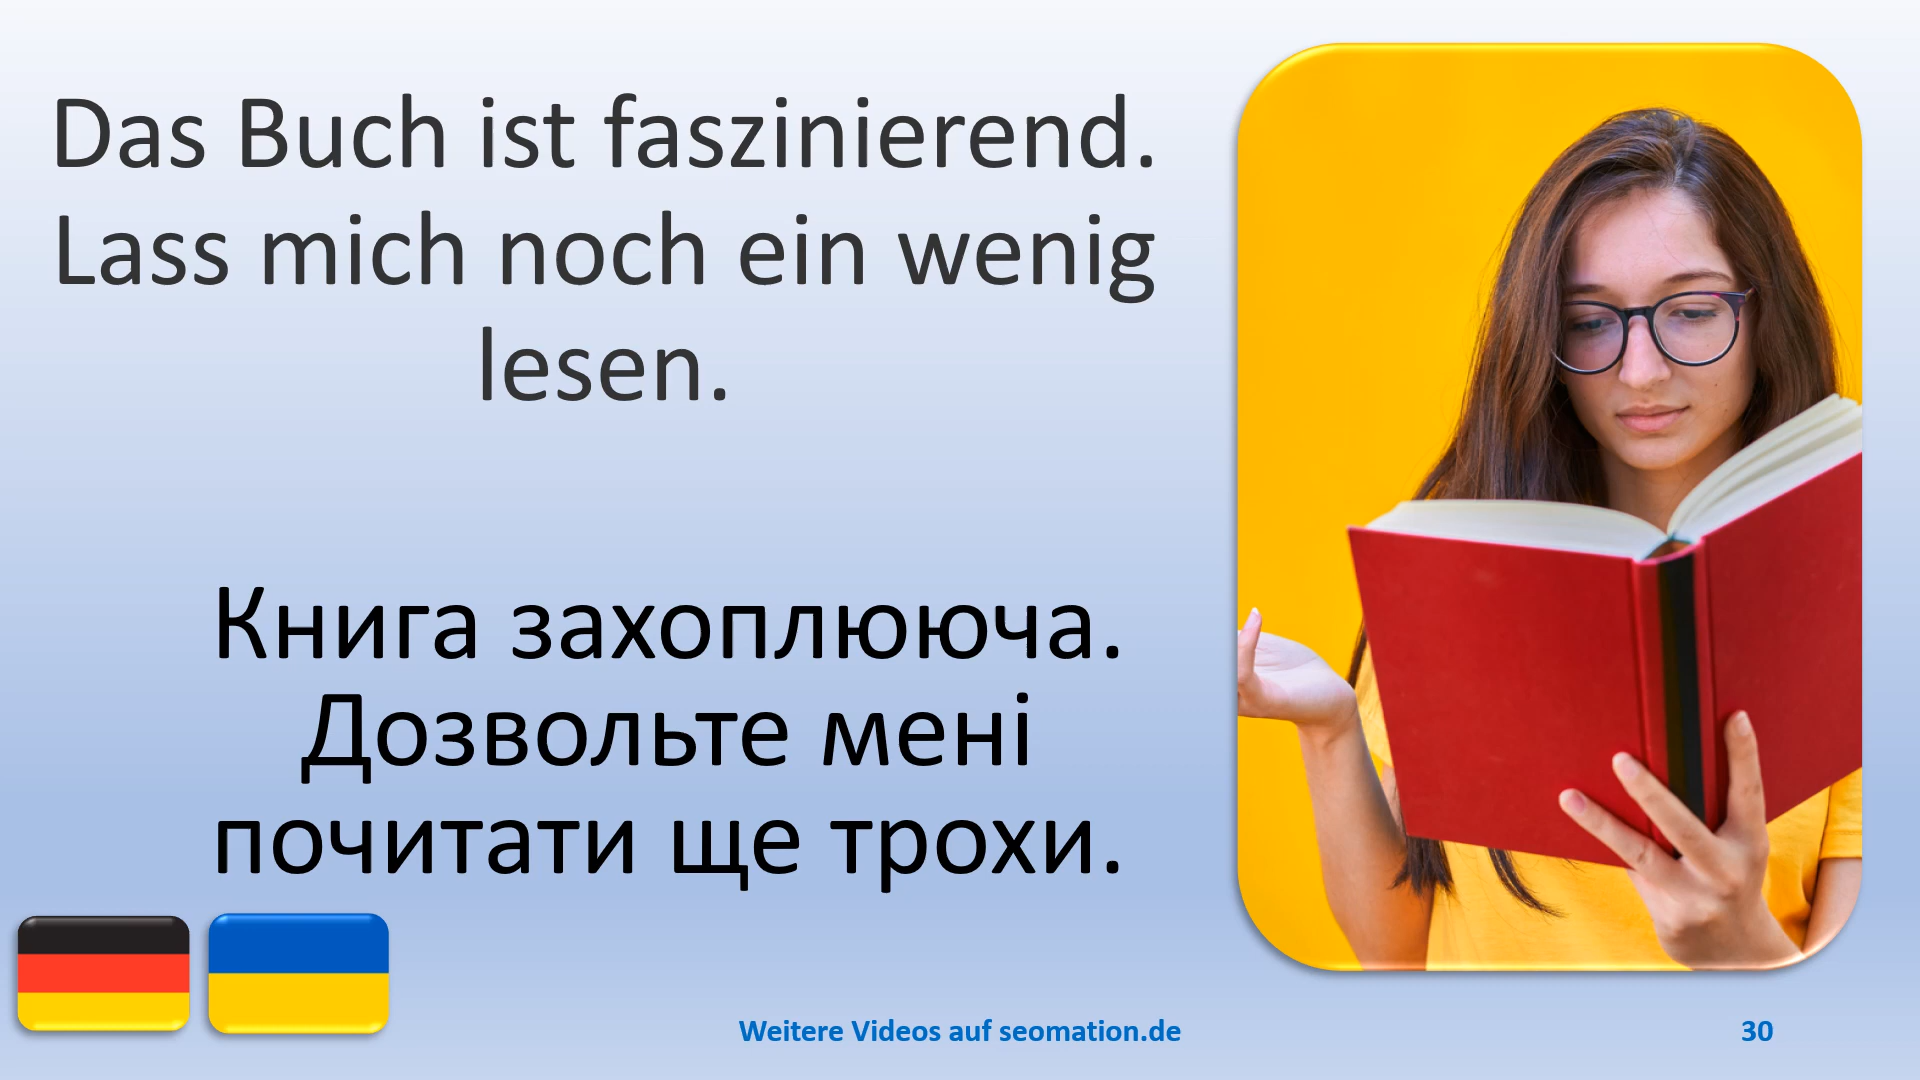 Das Buch ist faszinierend.
Lass mich noch ein wenig
lesen.
Книга захоплююча.
Дозвольте мені
почитати ще трохи.
Weitere Videos auf seomation.de
30